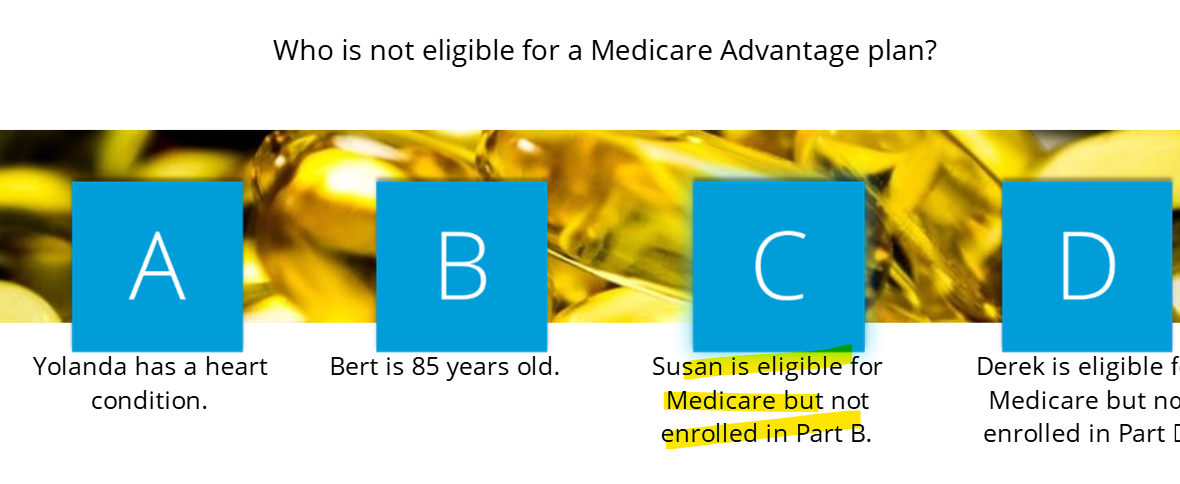 Who is not eligible for a Medicare Advantage plan?
A
B
C
D
Yolanda has a heart
condition.
Bert is 85 years old.
Susan is eligible for
Medicare but not
enrolled in Part B.
Derek is eligible
Medicare but
enrolled in Part